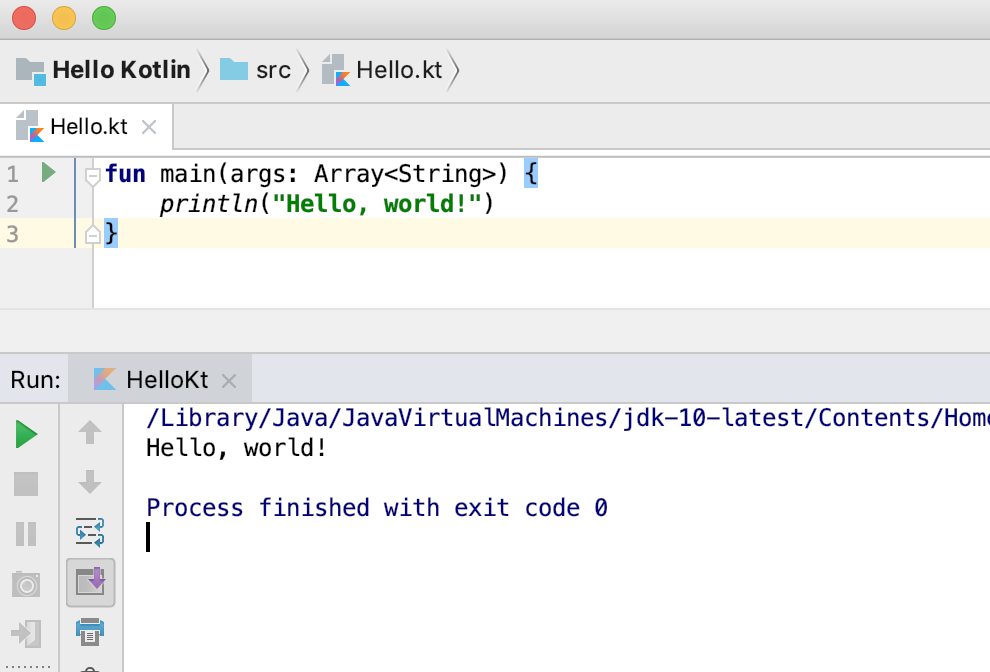 Hello Kotlin src Hello.kt
Hello.kt
1 fun main(args: Array<String>) {
2 println("Hello, world!")
3 }
Run: HelloKt
/Library/Java/JavaVirtualMachines/jdk-10-latest/Contents/Home
Hello, world!
Process finished with exit code 0